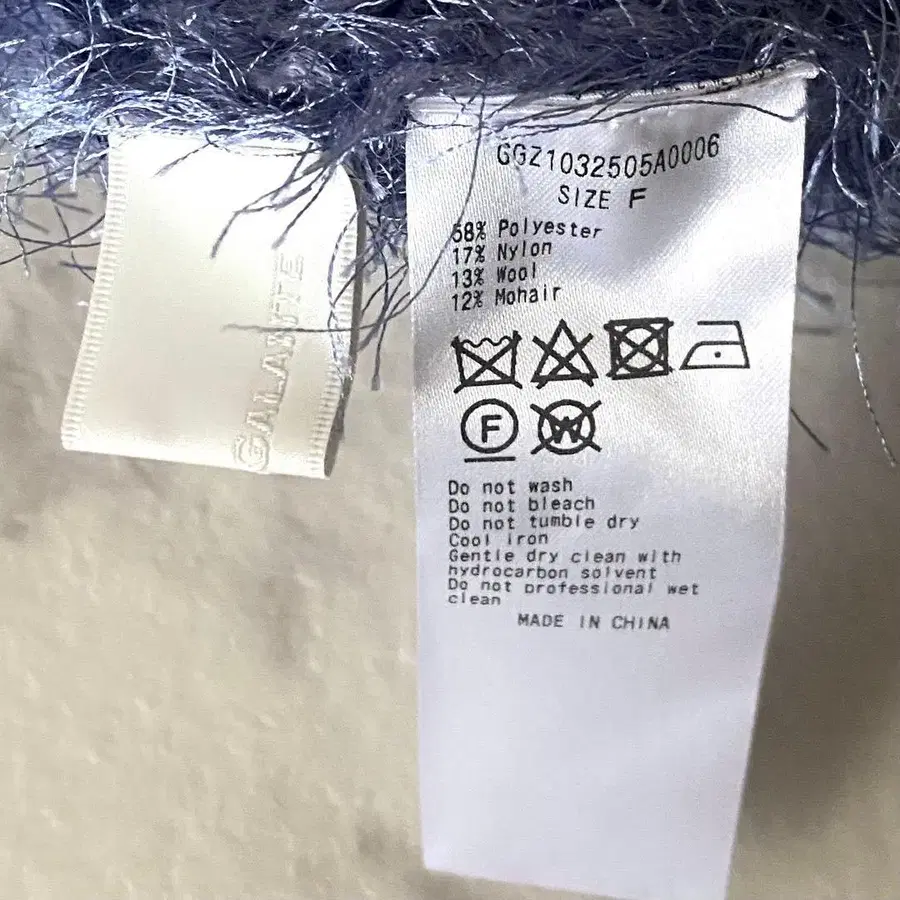 GALANTE
GGZ1032505A0006
SIZE F
58% Polyester
17% Nylon
13% Wool
12% Mohair
F
W
Do not wash
Do not bleach
Do not tumble dry
Cool iron
Gentle dry clean with
hydrocarbon solvent
Do not professional wet
clean
MADE IN CHINA